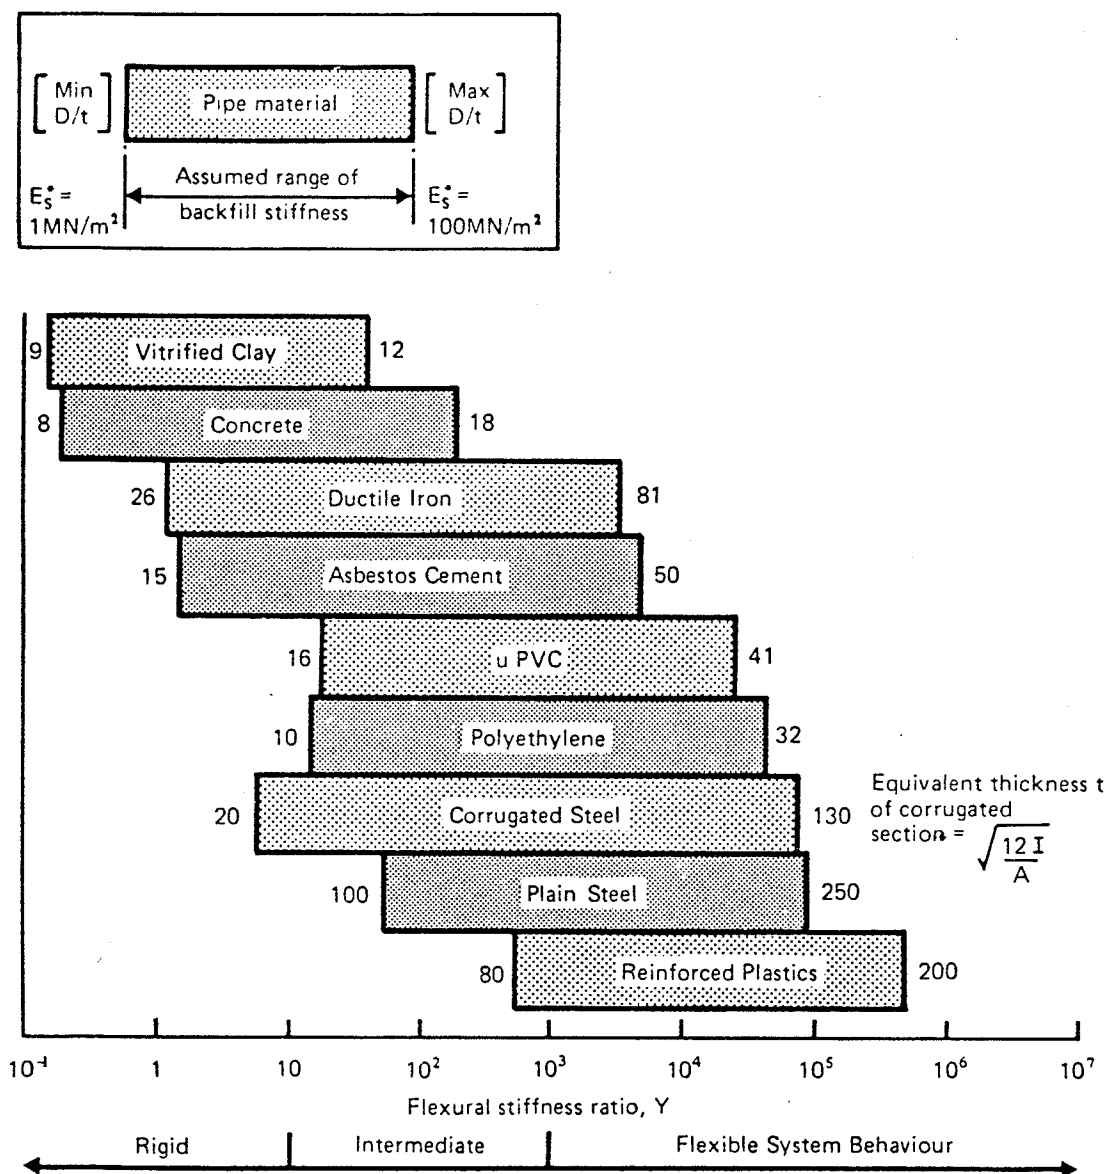 [Min D/t]
Pipe material
[Max D/t]
E_S^* = 1MN/m²
Assumed range of
backfill stiffness
E_S^* = 100MN/m²
9 Vitrified Clay 12
8 Concrete 18
26 Ductile Iron 81
15 Asbestos Cement 50
16 u PVC 41
10 Polyethylene 32
20 Corrugated Steel 130
Equivalent thickness t
of corrugated
section = √(12 I / A)
100 Plain Steel 250
80 Reinforced Plastics 200
10⁻¹ 1 10 10² 10³ 10⁴ 10⁵ 10⁶ 10⁷
Flexural stiffness ratio, Y
Rigid Intermediate Flexible System Behaviour